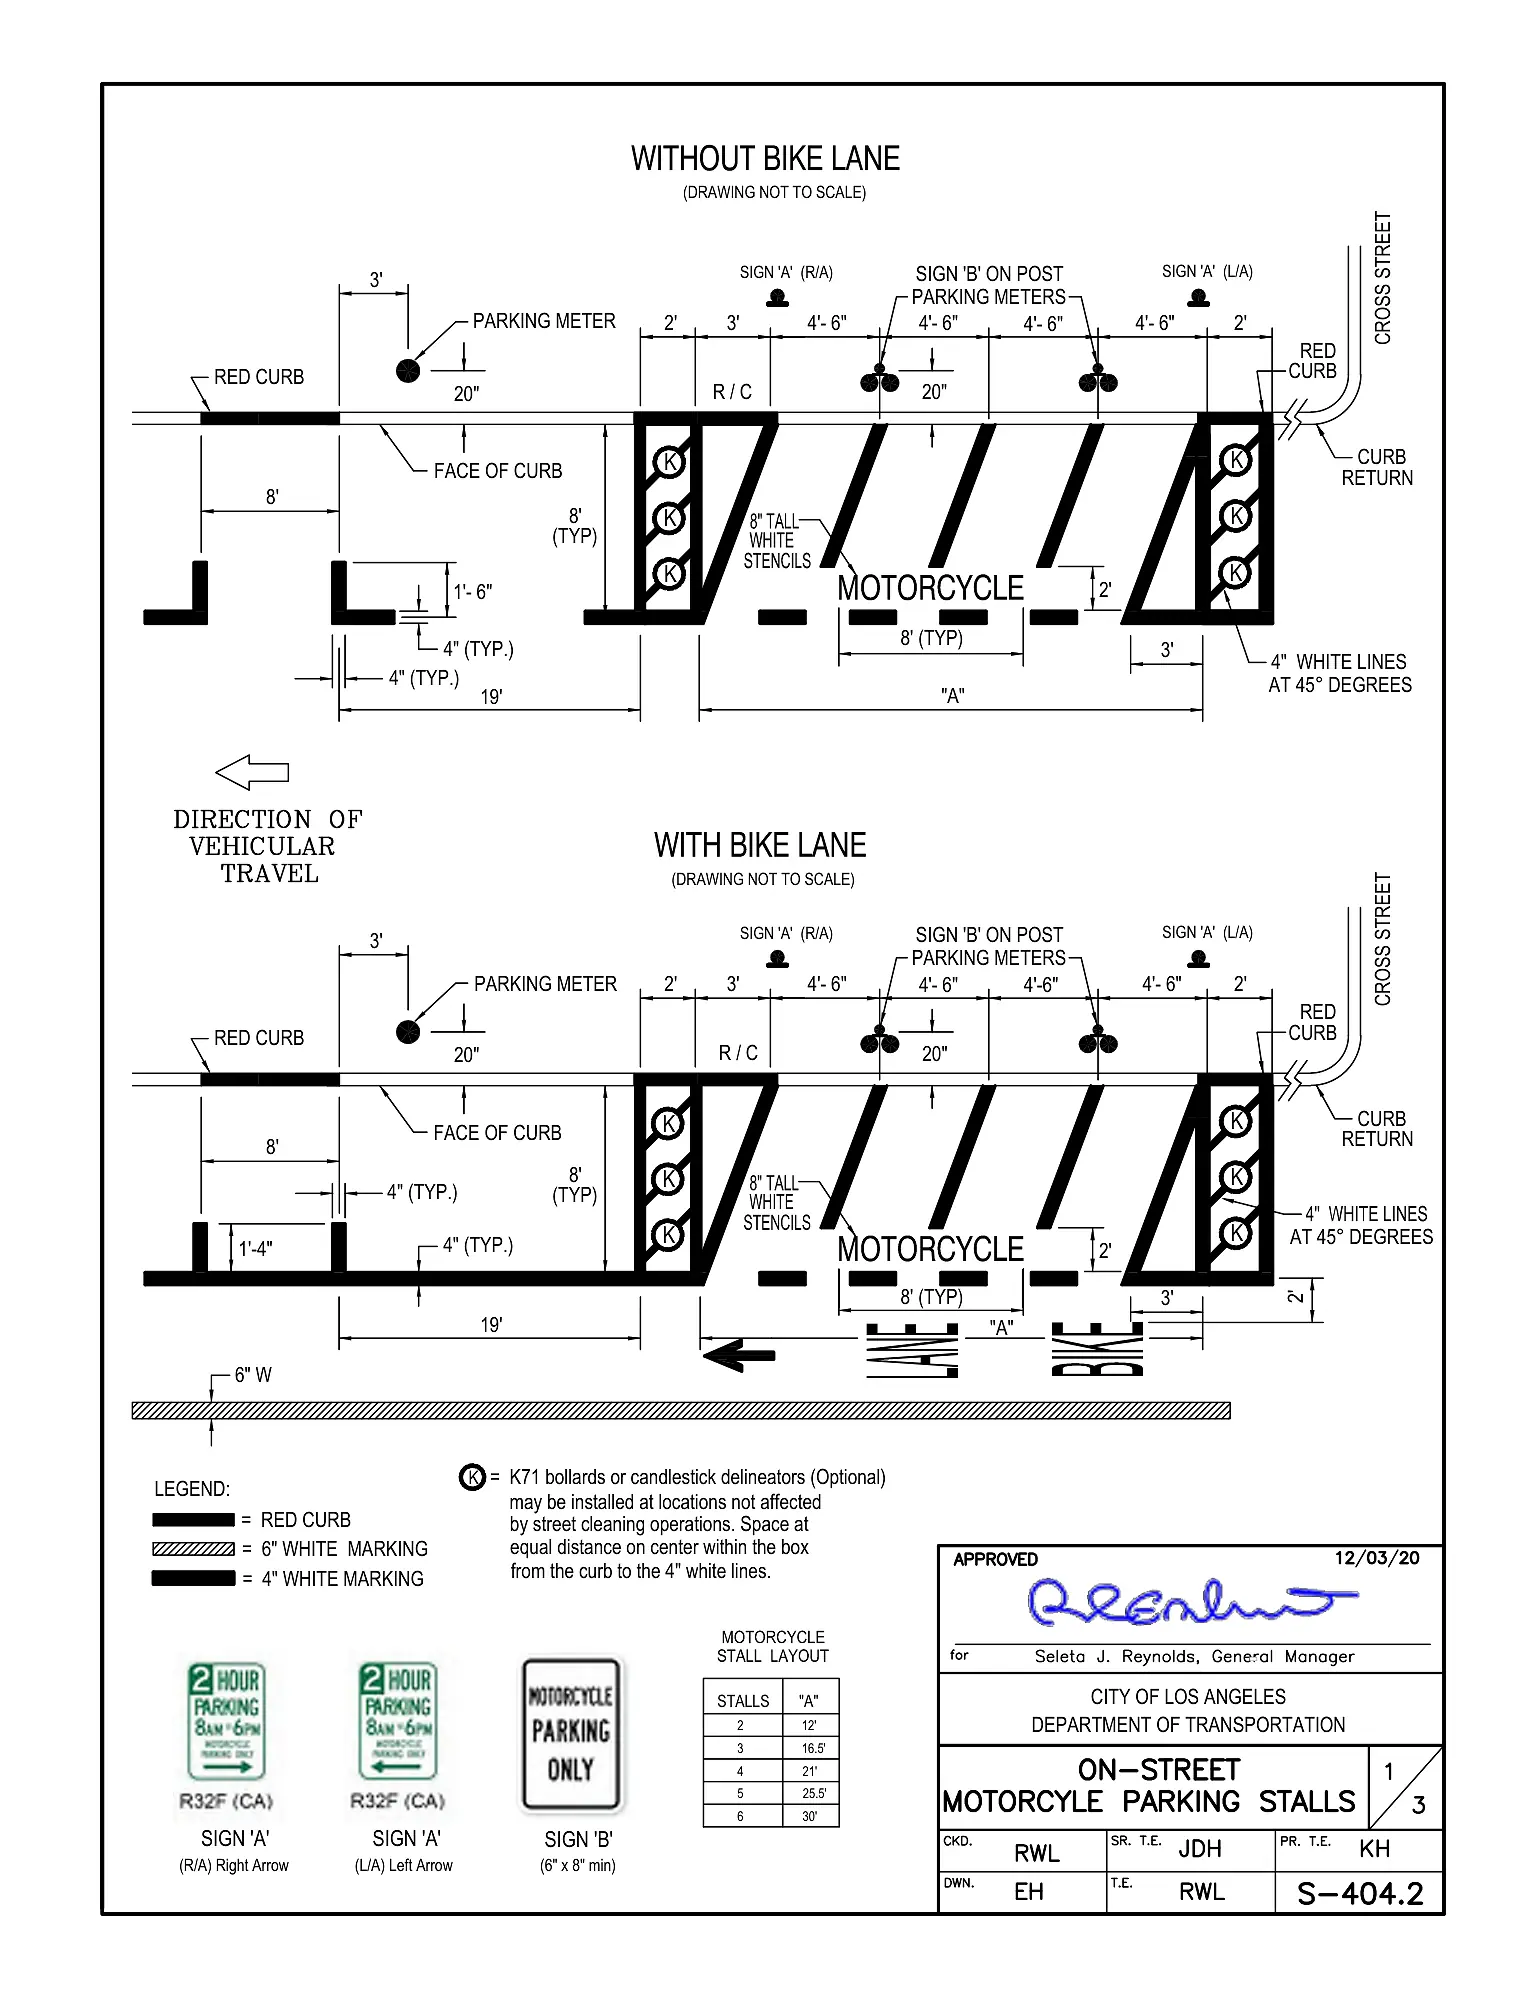 WITHOUT BIKE LANE
(DRAWING NOT TO SCALE)
CROSS STREET
3'
SIGN 'A' (R/A)
SIGN 'B' ON POST
SIGN 'A' (L/A)
PARKING METERS
PARKING METER
2'
3'
4'- 6"
4'- 6"
4'- 6"
4'- 6"
2'
RED
CURB
RED CURB
20"
R / C
20"
FACE OF CURB
K
K
CURB
RETURN
8'
8'
(TYP)
K
8" TALL
WHITE
STENCILS
K
K
K
1'- 6"
MOTORCYCLE
2'
4" (TYP.)
8' (TYP)
3'
4" WHITE LINES
AT 45° DEGREES
4" (TYP.)
19'
"A"
DIRECTION OF
VEHICULAR
TRAVEL
WITH BIKE LANE
(DRAWING NOT TO SCALE)
CROSS STREET
3'
SIGN 'A' (R/A)
SIGN 'B' ON POST
SIGN 'A' (L/A)
PARKING METERS
PARKING METER
2'
3'
4'- 6"
4'- 6"
4'-6"
4'- 6"
2'
RED
CURB
RED CURB
20"
R / C
20"
FACE OF CURB
K
K
CURB
RETURN
8'
4" (TYP.)
8'
(TYP)
K
8" TALL
WHITE
STENCILS
K
4" WHITE LINES
AT 45° DEGREES
1'-4"
4" (TYP.)
K
MOTORCYCLE
2'
K
8' (TYP)
3'
2'
19'
"A"
LANE
BIKE
6" W
LEGEND:
= RED CURB
= 6" WHITE MARKING
= 4" WHITE MARKING
K = K71 bollards or candlestick delineators (Optional)
may be installed at locations not affected
by street cleaning operations. Space at
equal distance on center within the box
from the curb to the 4" white lines.
2 HOUR
PARKING
8AM-6PM
MOTORCYCLE
PARKING ONLY
R32F (CA)
SIGN 'A'
(R/A) Right Arrow
2 HOUR
PARKING
8AM-6PM
MOTORCYCLE
PARKING ONLY
R32F (CA)
SIGN 'A'
(L/A) Left Arrow
MOTORCYCLE
PARKING
ONLY
SIGN 'B'
(6" x 8" min)
MOTORCYCLE
STALL LAYOUT
STALLS "A"
2 12'
3 16.5'
4 21'
5 25.5'
6 30'
APPROVED 12/03/20
for Seleta J. Reynolds, General Manager
CITY OF LOS ANGELES
DEPARTMENT OF TRANSPORTATION
ON-STREET
MOTORCYLE PARKING STALLS
1/3
CKD. RWL
SR. T.E. JDH
PR. T.E. KH
DWN. EH
T.E. RWL
S-404.2